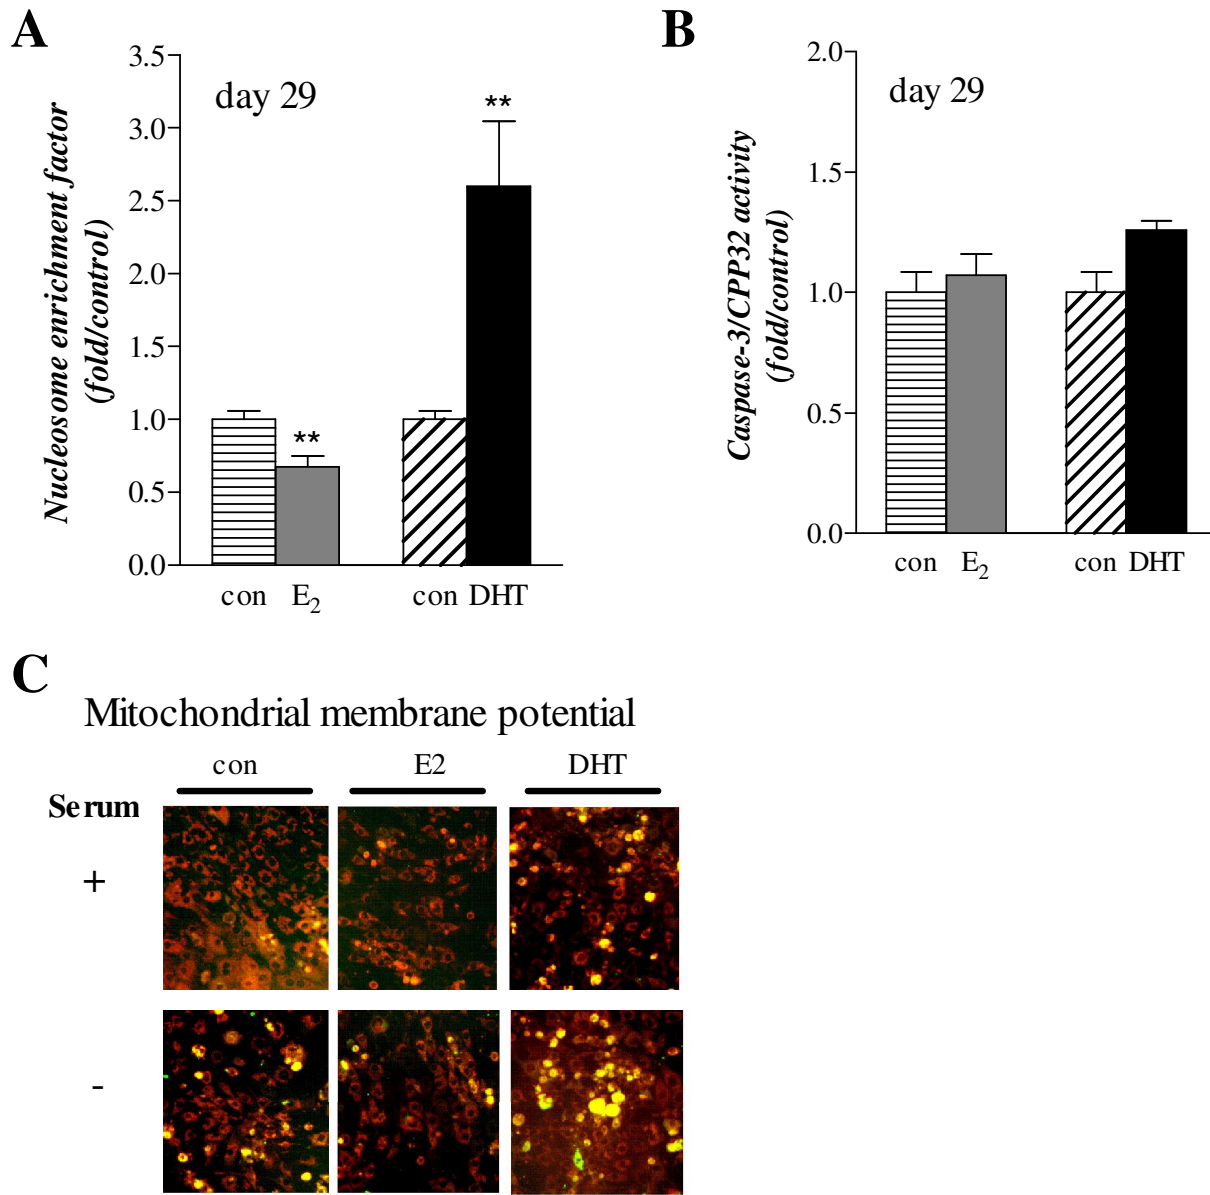 A
3.5
3.0
2.5
2.0
1.5
1.0
0.5
0.0
Nucleosome enrichment factor
(fold/control)
day 29
**
**
con E2
con DHT
B
2.0
1.5
1.0
0.5
0.0
Caspase-3/CPP32 activity
(fold/control)
day 29
con E2
con DHT
C
Mitochondrial membrane potential
con E2 DHT
Serum
+
-